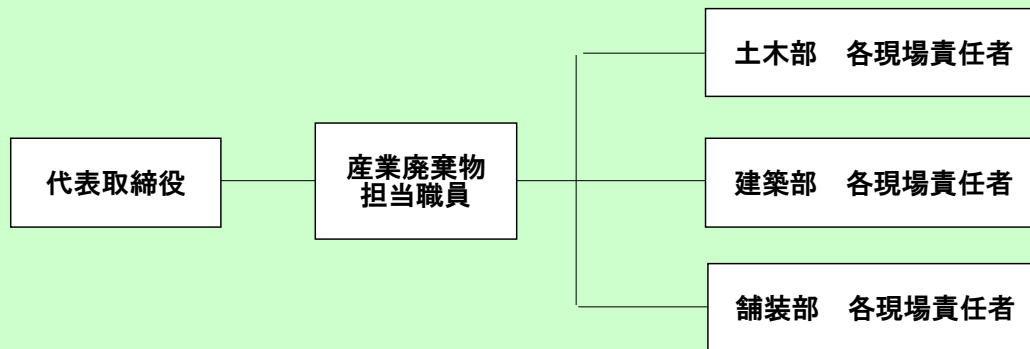 土木部　各現場責任者
代表取締役
産業廃棄物
担当職員
建築部　各現場責任者
舗装部　各現場責任者